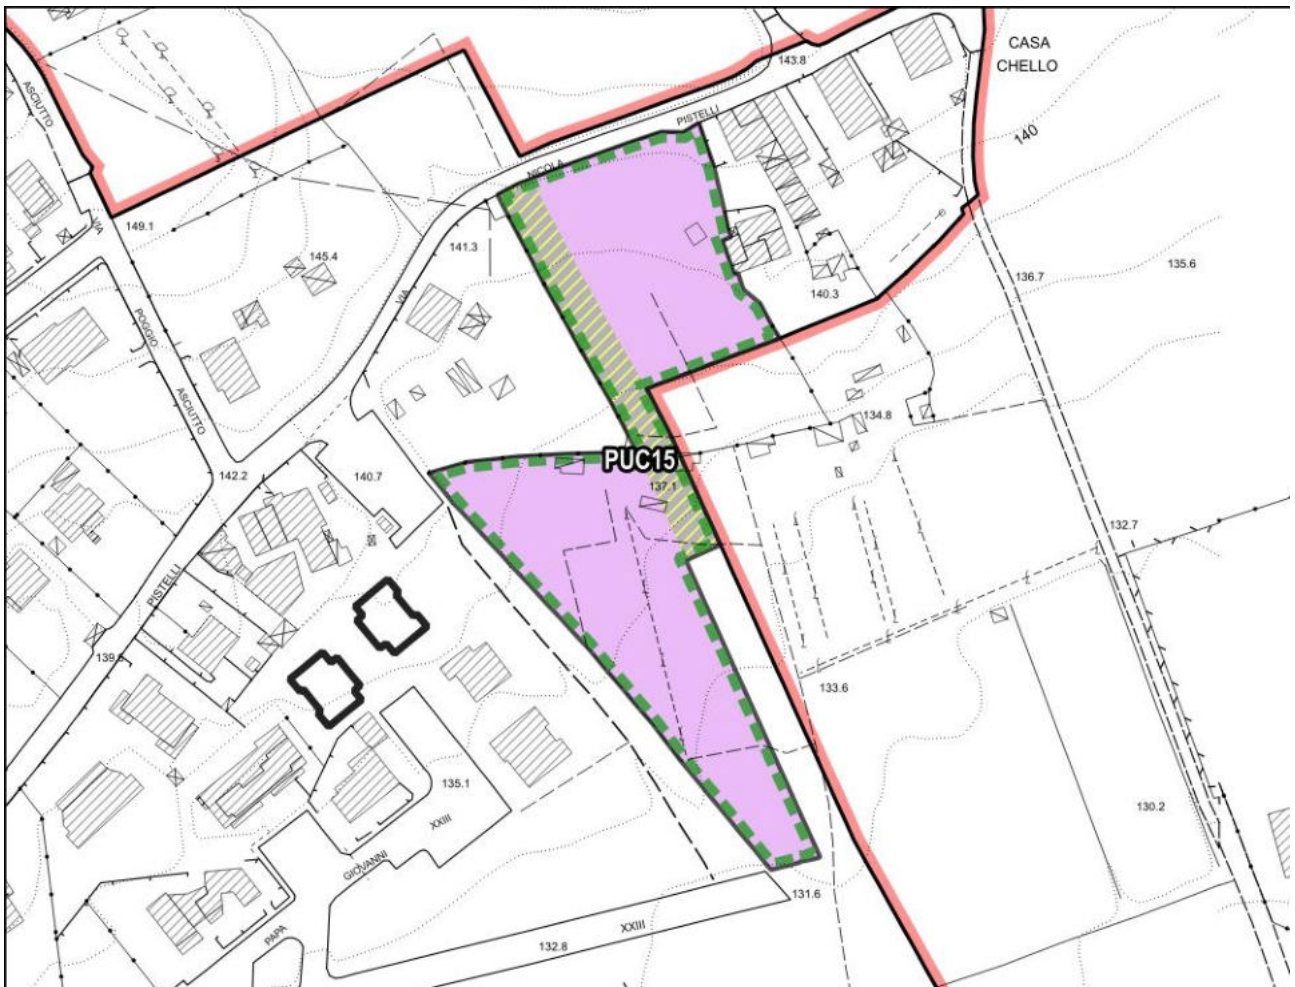 CASA
CHELLO
143.8
ASCIUTTO
PISTELLI
140
NICOLA
VIA
149.1
141.3
145.4
136.7
135.6
140.3
VIA
POGGIO
ASCIUTTO
134.8
PUC15
142.2
140.7
137.1
132.7
PISTELLI
139.6
133.6
135.1
130.2
XXIII
GIOVANNI
131.6
XXIII
PAPA
132.8